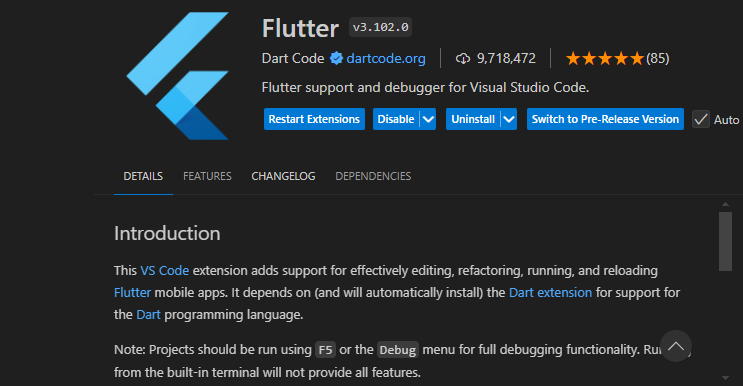 Flutter v3.102.0
Dart Code dartcode.org 9,718,472 (85)
Flutter support and debugger for Visual Studio Code.
Restart Extensions Disable Uninstall Switch to Pre-Release Version Auto
DETAILS FEATURES CHANGELOG DEPENDENCIES
Introduction
This VS Code extension adds support for effectively editing, refactoring, running, and reloading
Flutter mobile apps. It depends on (and will automatically install) the Dart extension for support for
the Dart programming language.
Note: Projects should be run using F5 or the Debug menu for full debugging functionality.
from the built-in terminal will not provide all features.